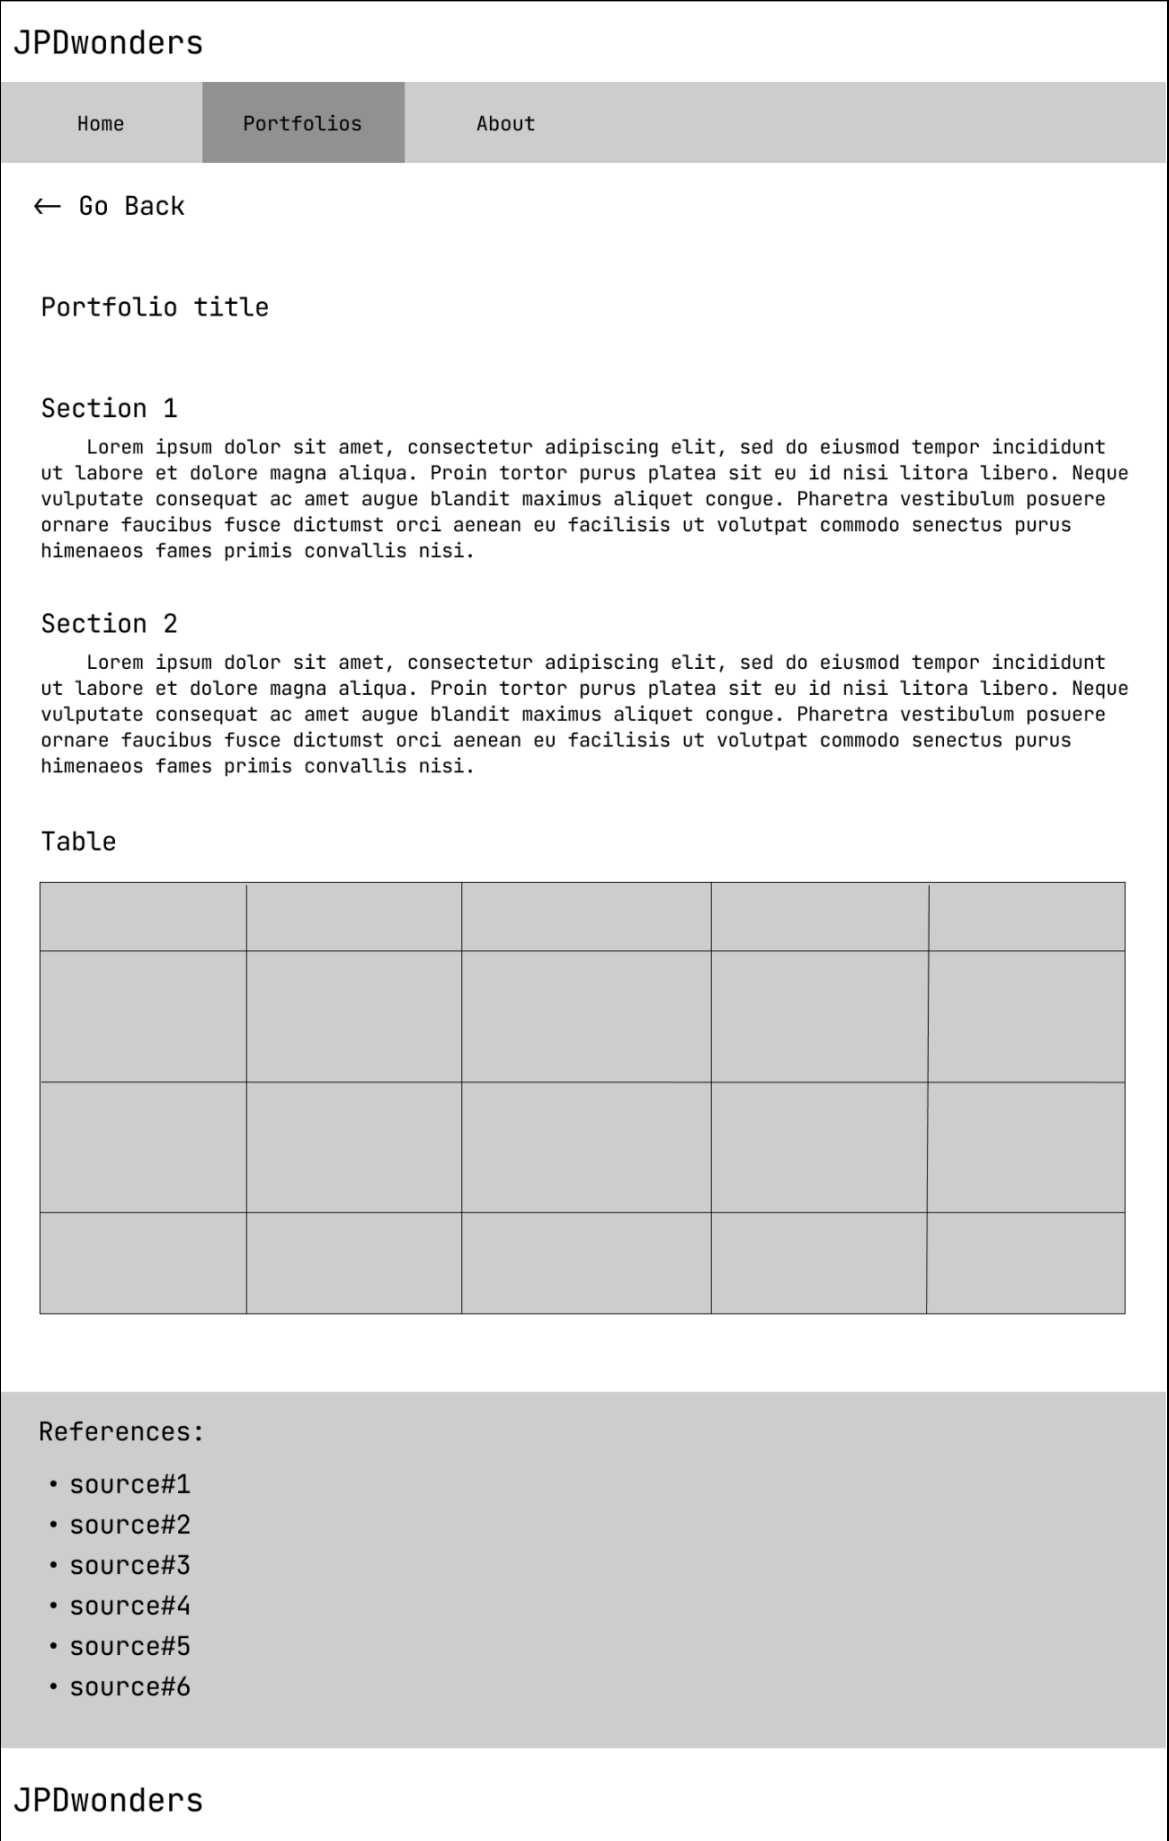 JPDwonders
Home Portfolios About
← Go Back
Portfolio title
Section 1
Lorem ipsum dolor sit amet, consectetur adipiscing elit, sed do eiusmod tempor incididunt
ut labore et dolore magna aliqua. Proin tortor purus platea sit eu id nisi litora libero. Neque
vulputate consequat ac amet augue blandit maximus aliquet congue. Pharetra vestibulum posuere
ornare faucibus fusce dictumst orci aenean eu facilisis ut volutpat commodo senectus purus
himenaeos fames primis convallis nisi.
Section 2
Lorem ipsum dolor sit amet, consectetur adipiscing elit, sed do eiusmod tempor incididunt
ut labore et dolore magna aliqua. Proin tortor purus platea sit eu id nisi litora libero. Neque
vulputate consequat ac amet augue blandit maximus aliquet congue. Pharetra vestibulum posuere
ornare faucibus fusce dictumst orci aenean eu facilisis ut volutpat commodo senectus purus
himenaeos fames primis convallis nisi.
Table
References:
• source#1
• source#2
• source#3
• source#4
• source#5
• source#6
JPDwonders